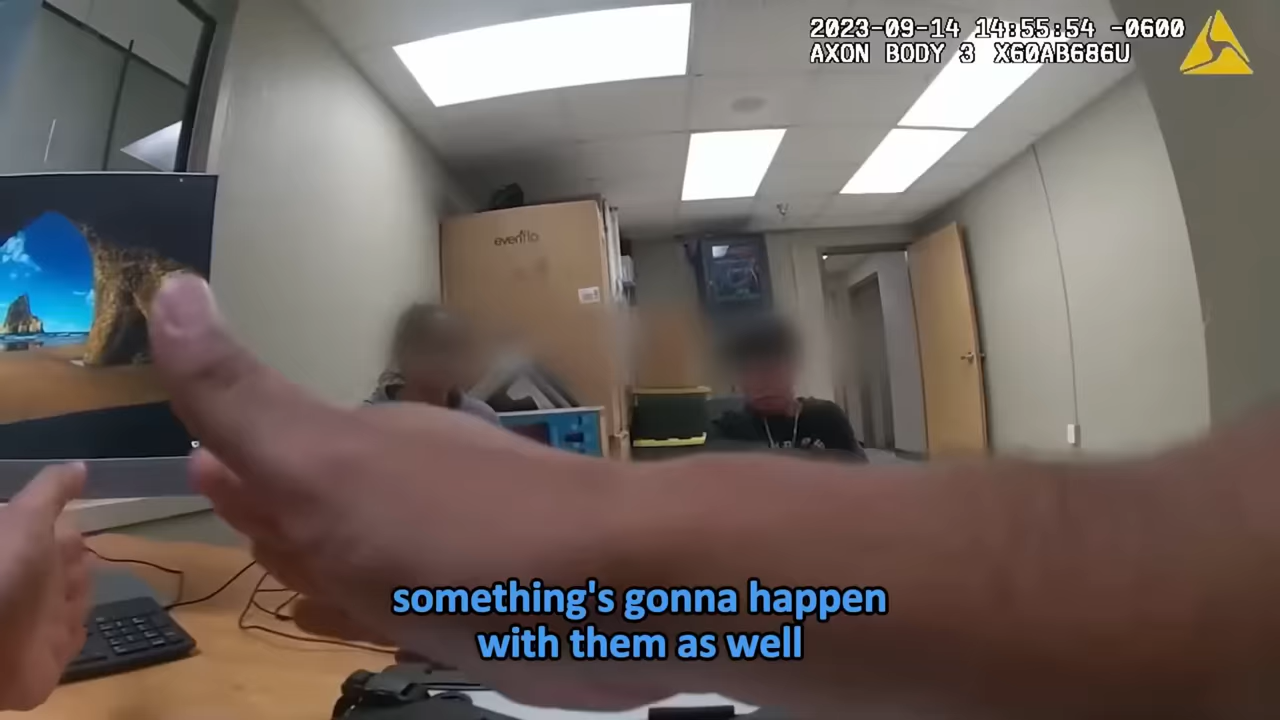 2023-09-14 14:55:54 -0600
AXON BODY 3 X60AB686U
evenflo
something's gonna happen
with them as well